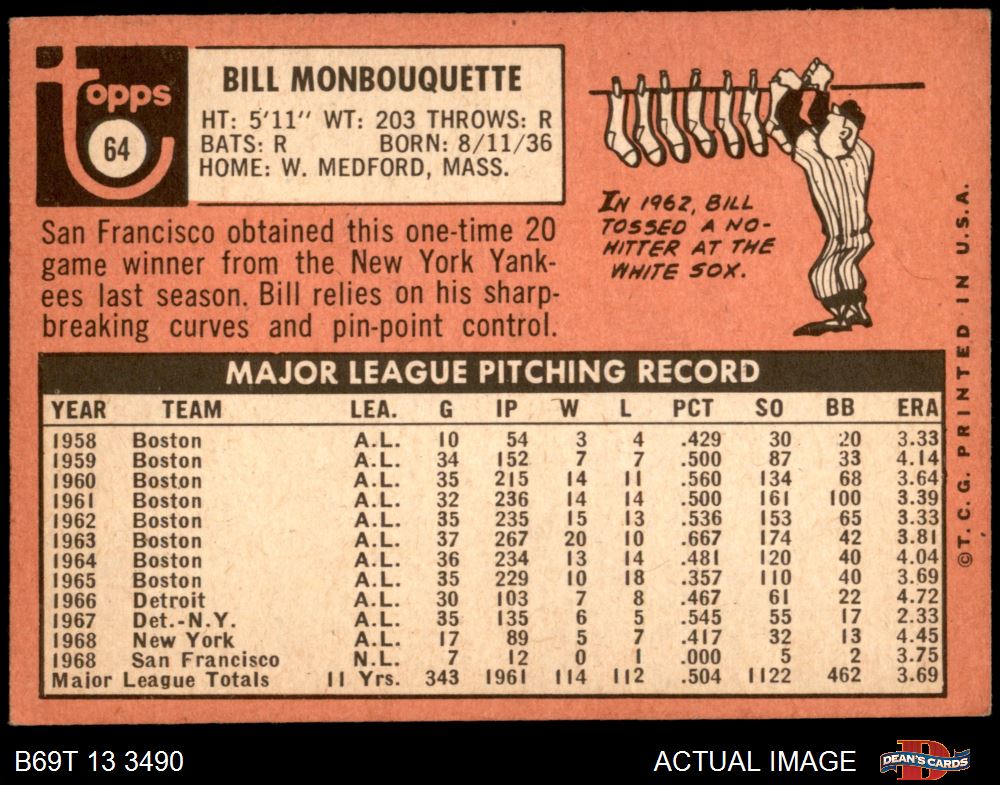 topps
64
BILL MONBOUQUETTE
HT: 5'11" WT: 203 THROWS: R
BATS: R BORN: 8/11/36
HOME: W. MEDFORD, MASS.
San Francisco obtained this one-time 20
game winner from the New York Yank-
ees last season. Bill relies on his sharp-
breaking curves and pin-point control.
IN 1962, BILL
TOSSED A NO-
HITTER AT THE
WHITE SOX.
MAJOR LEAGUE PITCHING RECORD
YEAR TEAM LEA. G IP W L PCT SO BB ERA
1958 Boston A.L. 10 54 3 4 .429 30 20 3.33
1959 Boston A.L. 34 152 7 7 .500 87 33 4.14
1960 Boston A.L. 35 215 14 11 .560 134 68 3.64
1961 Boston A.L. 32 236 14 14 .500 161 100 3.39
1962 Boston A.L. 35 235 15 13 .536 153 65 3.33
1963 Boston A.L. 37 267 20 10 .667 174 42 3.81
1964 Boston A.L. 36 234 13 14 .481 120 40 4.04
1965 Boston A.L. 35 229 10 18 .357 110 40 3.69
1966 Detroit A.L. 30 103 7 8 .467 61 22 4.72
1967 Det.-N.Y. A.L. 35 135 6 5 .545 55 17 2.33
1968 New York A.L. 17 89 5 7 .417 32 13 4.45
1968 San Francisco N.L. 7 12 0 1 .000 5 2 3.75
Major League Totals 11 Yrs. 343 1961 114 112 .504 1122 462 3.69
©T.C.G. PRINTED IN U.S.A.
B69T 13 3490
ACTUAL IMAGE
D
DEAN'S CARDS